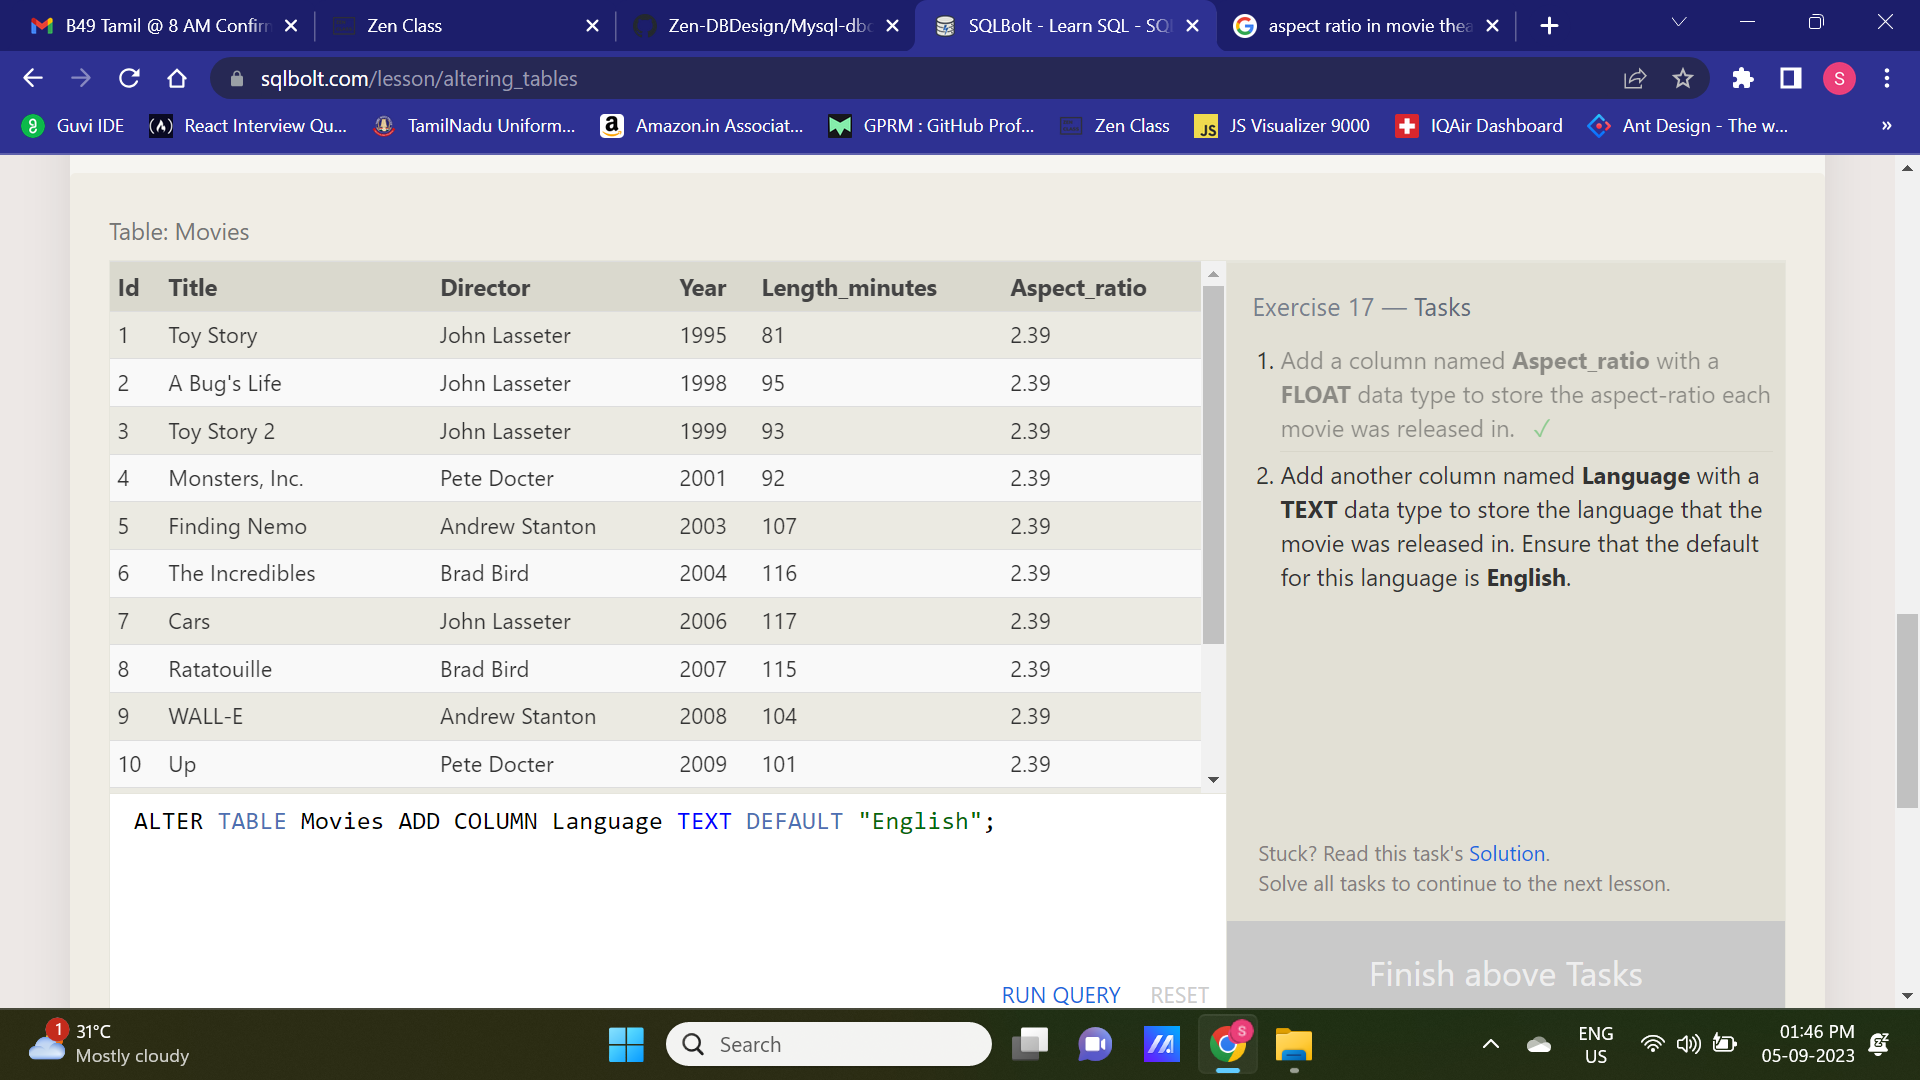 B49 Tamil @ 8 AM Confirm
Zen Class
Zen-DBDesign/Mysql-dbd
SQLBolt - Learn SQL - SQ
aspect ratio in movie thea
sqlbolt.com/lesson/altering_tables
S
Guvi IDE
React Interview Qu...
TamilNadu Uniform...
Amazon.in Associat...
GPRM : GitHub Prof...
Zen Class
JS Visualizer 9000
IQAir Dashboard
Ant Design - The w...
»
Table: Movies
Id Title Director Year Length_minutes Aspect_ratio
1 Toy Story John Lasseter 1995 81 2.39
2 A Bug's Life John Lasseter 1998 95 2.39
3 Toy Story 2 John Lasseter 1999 93 2.39
4 Monsters, Inc. Pete Docter 2001 92 2.39
5 Finding Nemo Andrew Stanton 2003 107 2.39
6 The Incredibles Brad Bird 2004 116 2.39
7 Cars John Lasseter 2006 117 2.39
8 Ratatouille Brad Bird 2007 115 2.39
9 WALL-E Andrew Stanton 2008 104 2.39
10 Up Pete Docter 2009 101 2.39
ALTER TABLE Movies ADD COLUMN Language TEXT DEFAULT "English";
RUN QUERY RESET
Exercise 17 — Tasks
1. Add a column named Aspect_ratio with a
FLOAT data type to store the aspect-ratio each
movie was released in. ✓
2. Add another column named Language with a
TEXT data type to store the language that the
movie was released in. Ensure that the default
for this language is English.
Stuck? Read this task's Solution.
Solve all tasks to continue to the next lesson.
Finish above Tasks
1
31°C
Mostly cloudy
Search
S
ENG
US
01:46 PM
05-09-2023